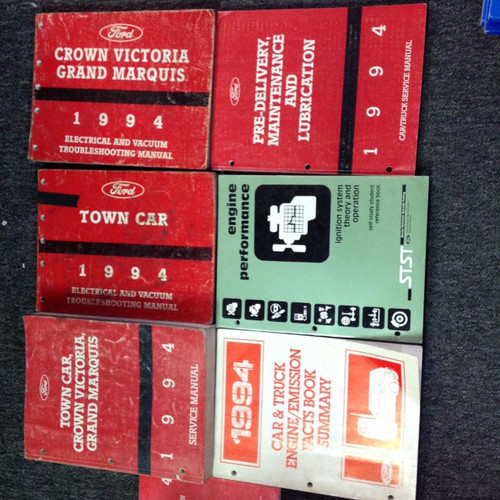 Ford
CROWN VICTORIA
GRAND MARQUIS
1994
ELECTRICAL AND VACUUM
TROUBLESHOOTING MANUAL
Ford
PRE-DELIVERY,
MAINTENANCE
AND
LUBRICATION
1994
CAR/TRUCK SERVICE MANUAL
Ford
TOWN CAR
1994
ELECTRICAL AND VACUUM
TROUBLESHOOTING MANUAL
engine
performance
ignition system
theory and
operation
self-study student
reference book
STST
Ford
TOWN CAR,
CROWN VICTORIA,
GRAND MARQUIS
1994
SERVICE MANUAL
1994
CAR & TRUCK
ENGINE/EMISSION
FACTS BOOK
SUMMARY
Ford
4